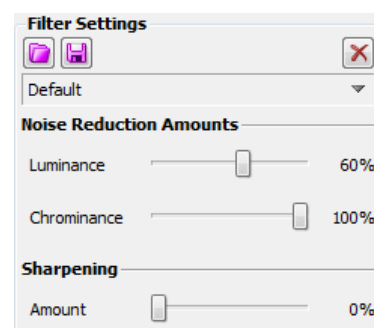 Filter Settings
Default
Noise Reduction Amounts
Luminance 60%
Chrominance 100%
Sharpening
Amount 0%